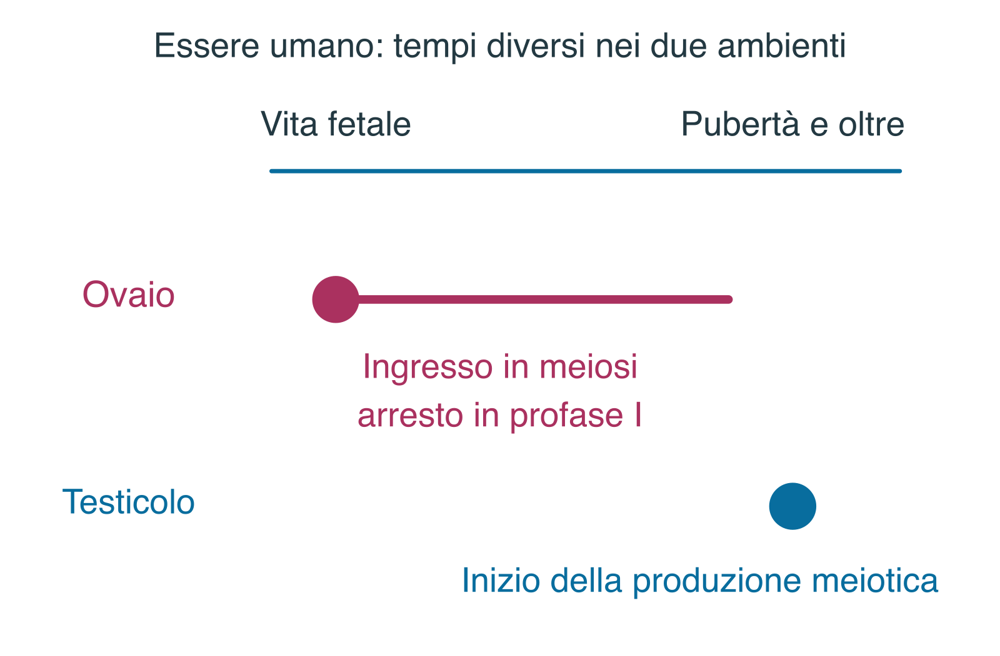 Essere umano: tempi diversi nei due ambienti
Vita fetale
Pubertà e oltre
Ovaio
Ingresso in meiosi
arresto in profase I
Testicolo
Inizio della produzione meiotica